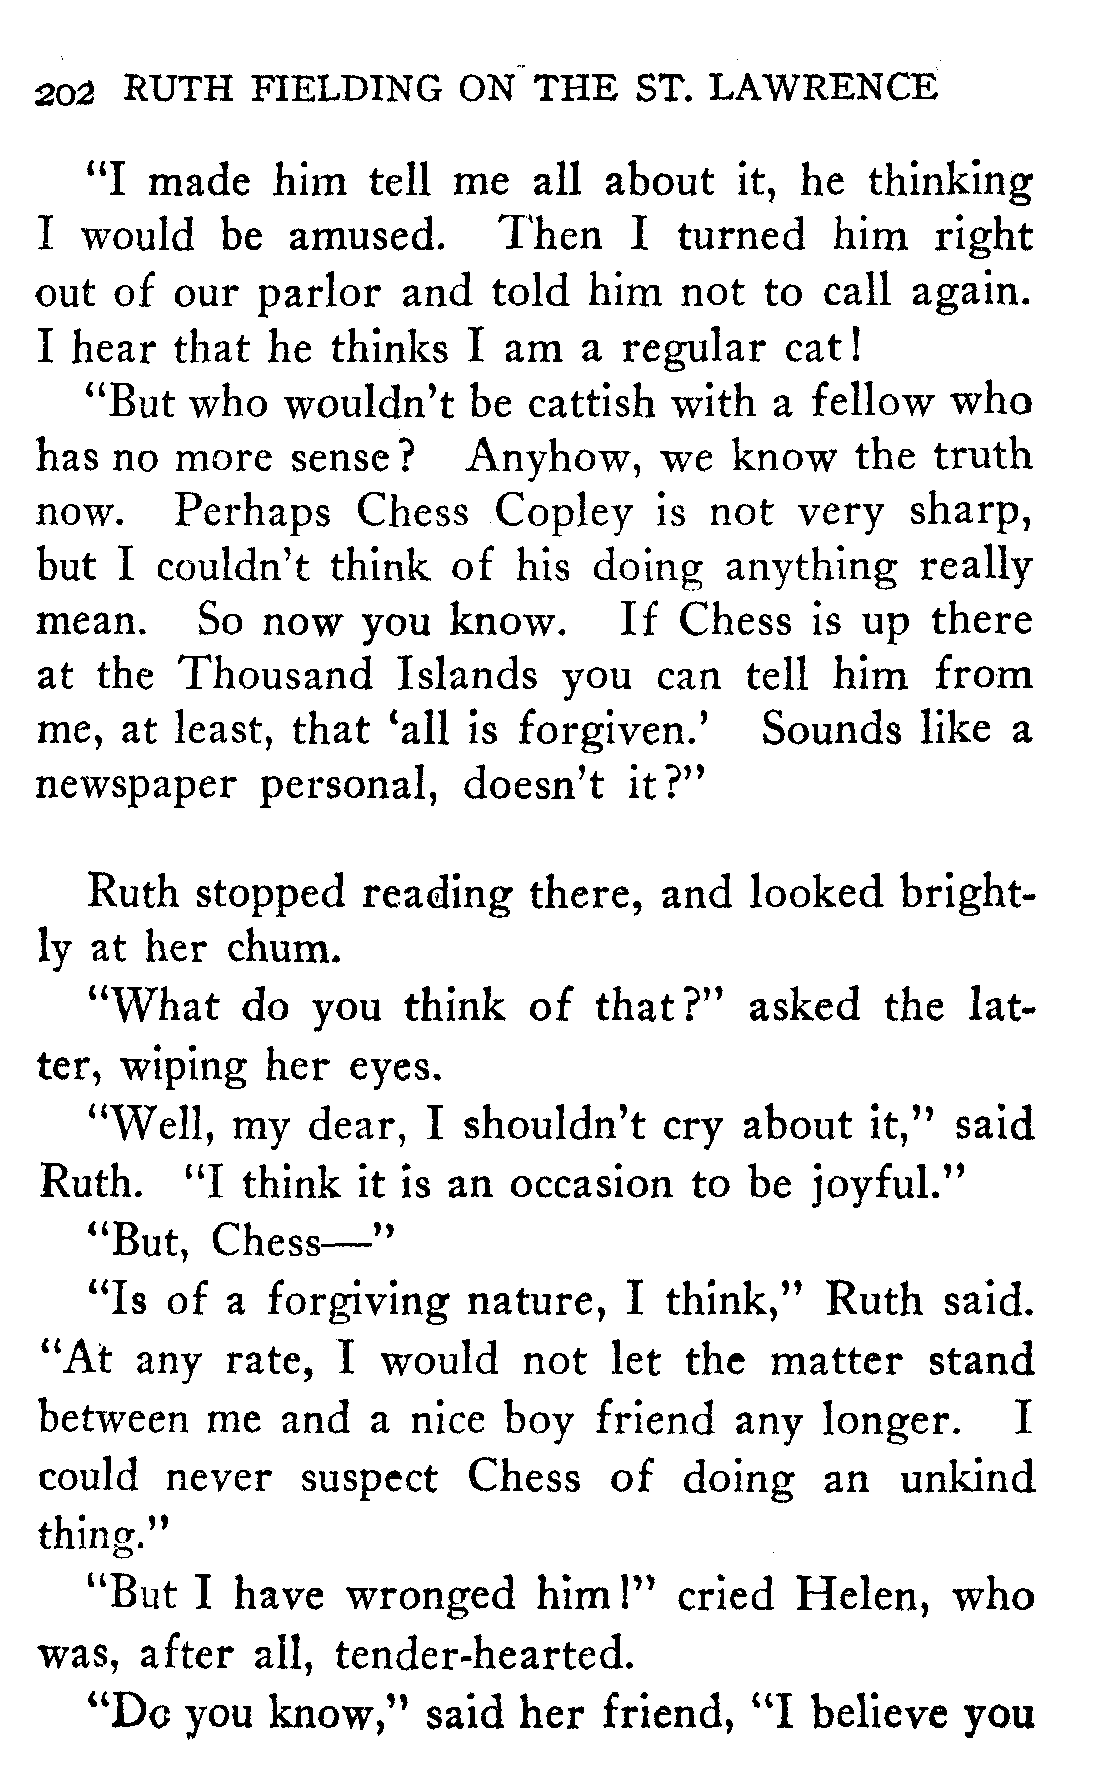 202 RUTH FIELDING ON THE ST. LAWRENCE
“I made him tell me all about it, he thinking
I would be amused. Then I turned him right
out of our parlor and told him not to call again.
I hear that he thinks I am a regular cat!
“But who wouldn’t be cattish with a fellow who
has no more sense? Anyhow, we know the truth
now. Perhaps Chess Copley is not very sharp,
but I couldn’t think of his doing anything really
mean. So now you know. If Chess is up there
at the Thousand Islands you can tell him from
me, at least, that ‘all is forgiven.’ Sounds like a
newspaper personal, doesn’t it?”
Ruth stopped reading there, and looked bright-
ly at her chum.
“What do you think of that?” asked the lat-
ter, wiping her eyes.
“Well, my dear, I shouldn’t cry about it,” said
Ruth. “I think it is an occasion to be joyful.”
“But, Chess—”
“Is of a forgiving nature, I think,” Ruth said.
“At any rate, I would not let the matter stand
between me and a nice boy friend any longer. I
could never suspect Chess of doing an unkind
thing.”
“But I have wronged him!” cried Helen, who
was, after all, tender-hearted.
“Do you know,” said her friend, “I believe you